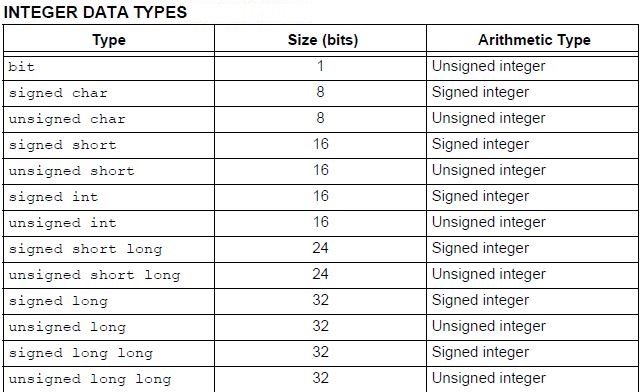 INTEGER DATA TYPES
Type Size (bits) Arithmetic Type
bit 1 Unsigned integer
signed char 8 Signed integer
unsigned char 8 Unsigned integer
signed short 16 Signed integer
unsigned short 16 Unsigned integer
signed int 16 Signed integer
unsigned int 16 Unsigned integer
signed short long 24 Signed integer
unsigned short long 24 Unsigned integer
signed long 32 Signed integer
unsigned long 32 Unsigned integer
signed long long 32 Signed integer
unsigned long long 32 Unsigned integer